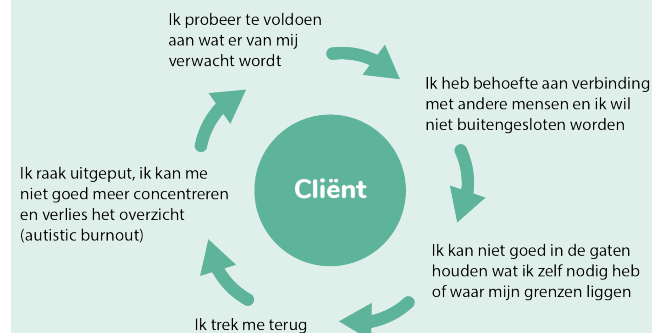 Ik probeer te voldoen
aan wat er van mij
verwacht wordt
Ik heb behoefte aan verbinding
met andere mensen en ik wil
niet buitengesloten worden
Ik kan niet goed in de gaten
houden wat ik zelf nodig heb
of waar mijn grenzen liggen
Ik trek me terug
Ik raak uitgeput, ik kan me
niet goed meer concentreren
en verlies het overzicht
(autistic burnout)
Cliënt